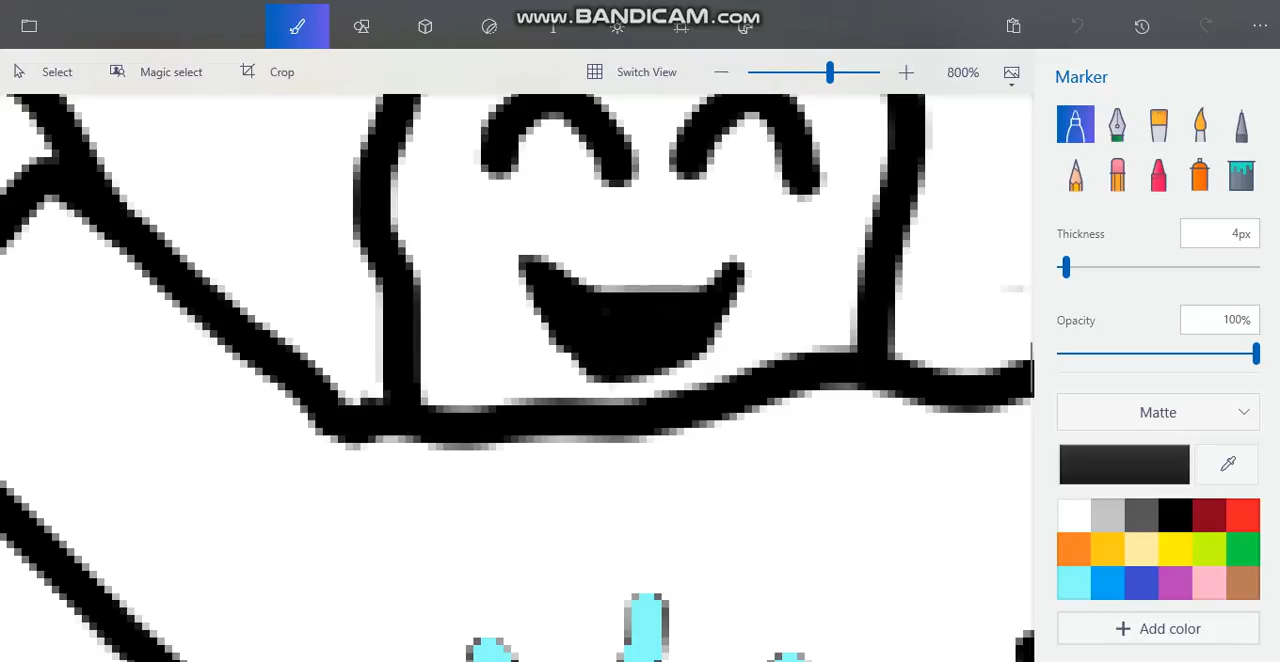 www.BANDICAM.com
Select
Magic select
Crop
Switch View
800%
Marker
Thickness
4px
Opacity
100%
Matte
Add color